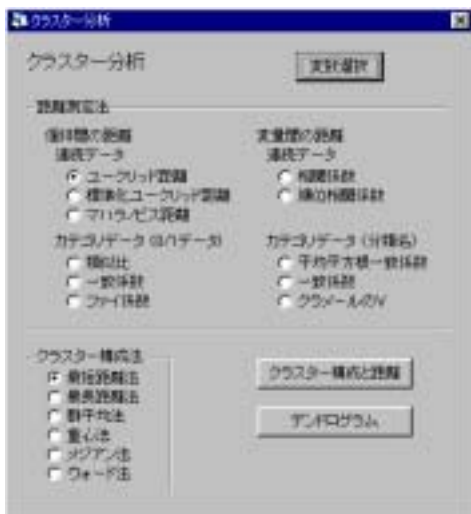 クラスター分析
クラスター分析
変数選択
距離測定法
個体間の距離
連続データ
ユークリッド距離
標準化ユークリッド距離
マハラノビス距離
カテゴリデータ (0/1データ)
類似比
一致係数
ファイ係数
変量間の距離
連続データ
相関係数
順位相関係数
カテゴリデータ (分類名)
平均平方根一致係数
一致係数
クラメールのV
クラスター構成法
最短距離法
最長距離法
群平均法
重心法
メジアン法
ウォード法
クラスター構成と距離
デンドログラム